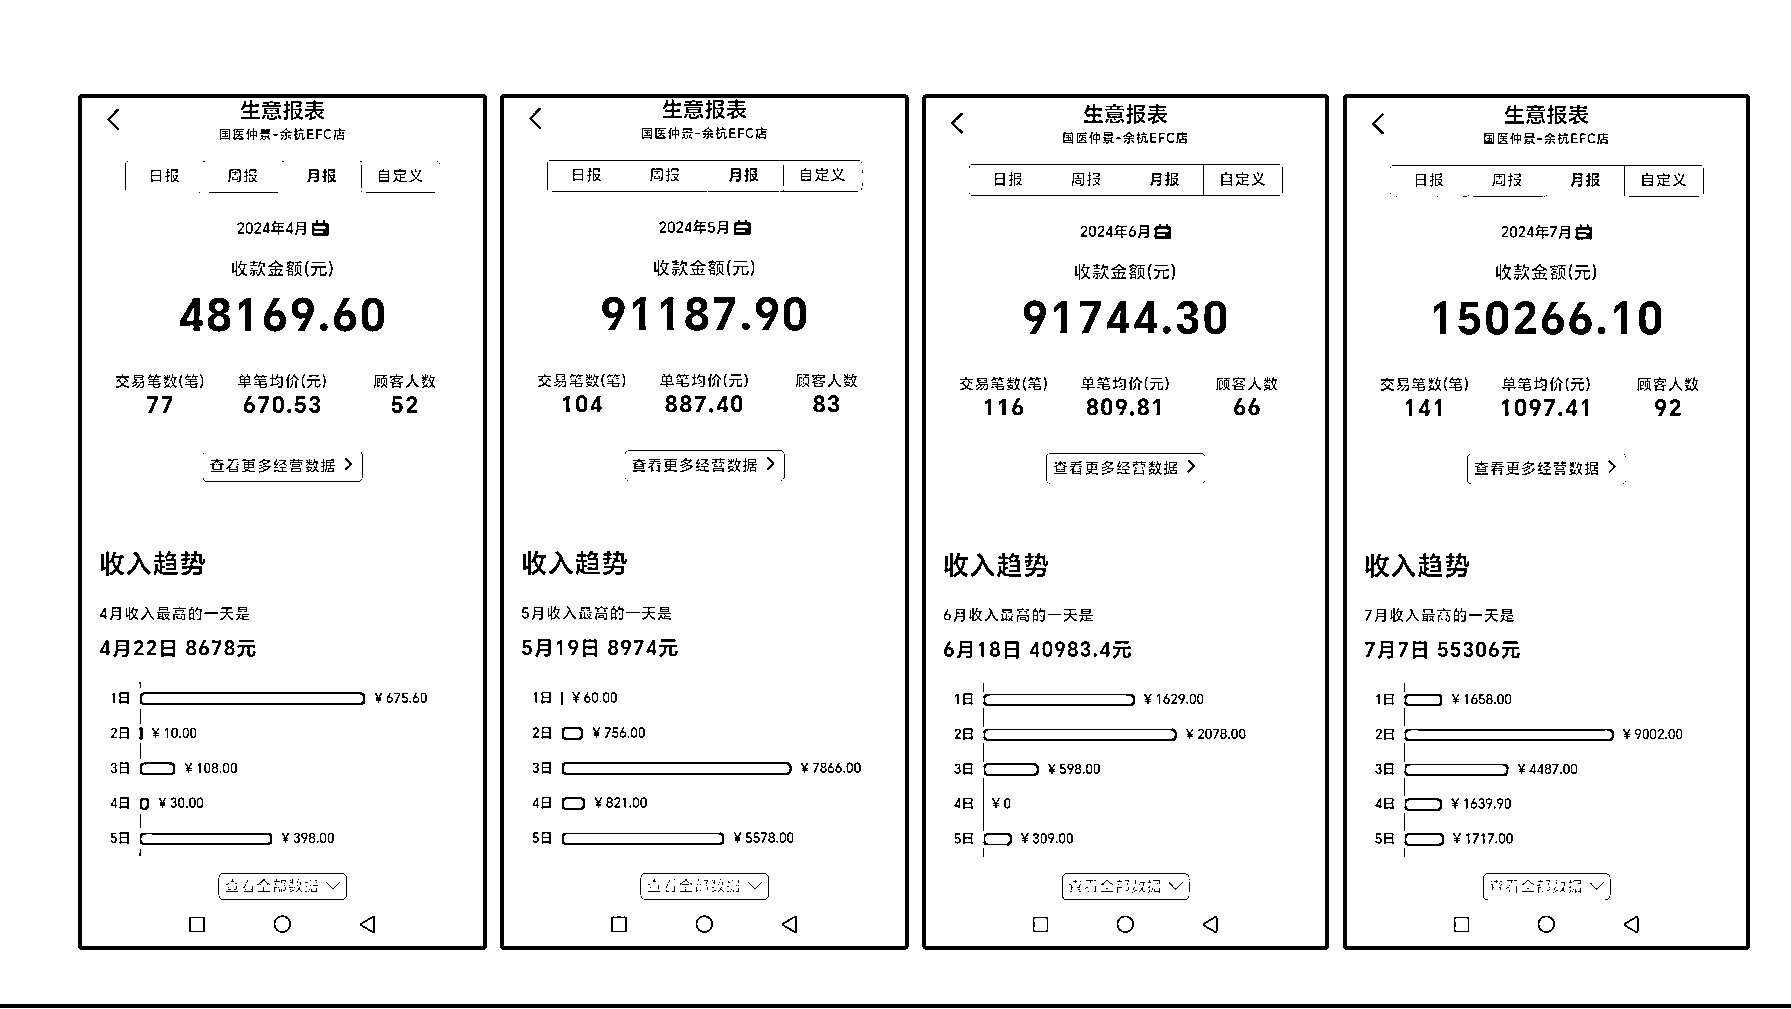 生意报表
国医仲景-余杭EFC店
日报 周报 月报 自定义
2024年4月
收款金额(元)
48169.60
交易笔数(笔) 单笔均价(元) 顾客人数
77 670.53 52
查看更多经营数据
收入趋势
4月收入最高的一天是
4月22日 8678元
1日 ¥675.60
2日 ¥10.00
3日 ¥108.00
4日 ¥30.00
5日 ¥398.00
查看全部数据
生意报表
国医仲景-余杭EFC店
日报 周报 月报 自定义
2024年5月
收款金额(元)
91187.90
交易笔数(笔) 单笔均价(元) 顾客人数
104 887.40 83
查看更多经营数据
收入趋势
5月收入最高的一天是
5月19日 8974元
1日 ¥60.00
2日 ¥756.00
3日 ¥7866.00
4日 ¥821.00
5日 ¥5578.00
查看全部数据
生意报表
国医仲景-余杭EFC店
日报 周报 月报 自定义
2024年6月
收款金额(元)
91744.30
交易笔数(笔) 单笔均价(元) 顾客人数
116 809.81 66
查看更多经营数据
收入趋势
6月收入最高的一天是
6月18日 40983.4元
1日 ¥1629.00
2日 ¥2078.00
3日 ¥598.00
4日 ¥0
5日 ¥309.00
查看全部数据
生意报表
国医仲景-余杭EFC店
日报 周报 月报 自定义
2024年7月
收款金额(元)
150266.10
交易笔数(笔) 单笔均价(元) 顾客人数
141 1097.41 92
查看更多经营数据
收入趋势
7月收入最高的一天是
7月7日 55306元
1日 ¥1658.00
2日 ¥9002.00
3日 ¥4487.00
4日 ¥1639.90
5日 ¥1717.00
查看全部数据